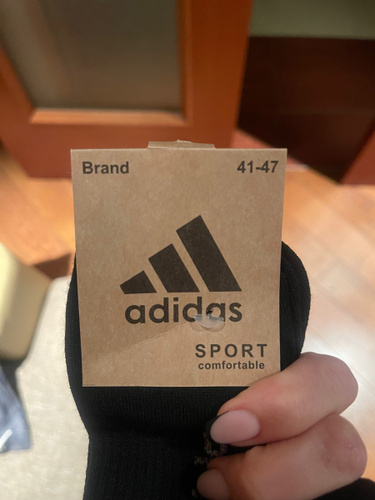 Brand 41-47
adidas
SPORT
comfortable